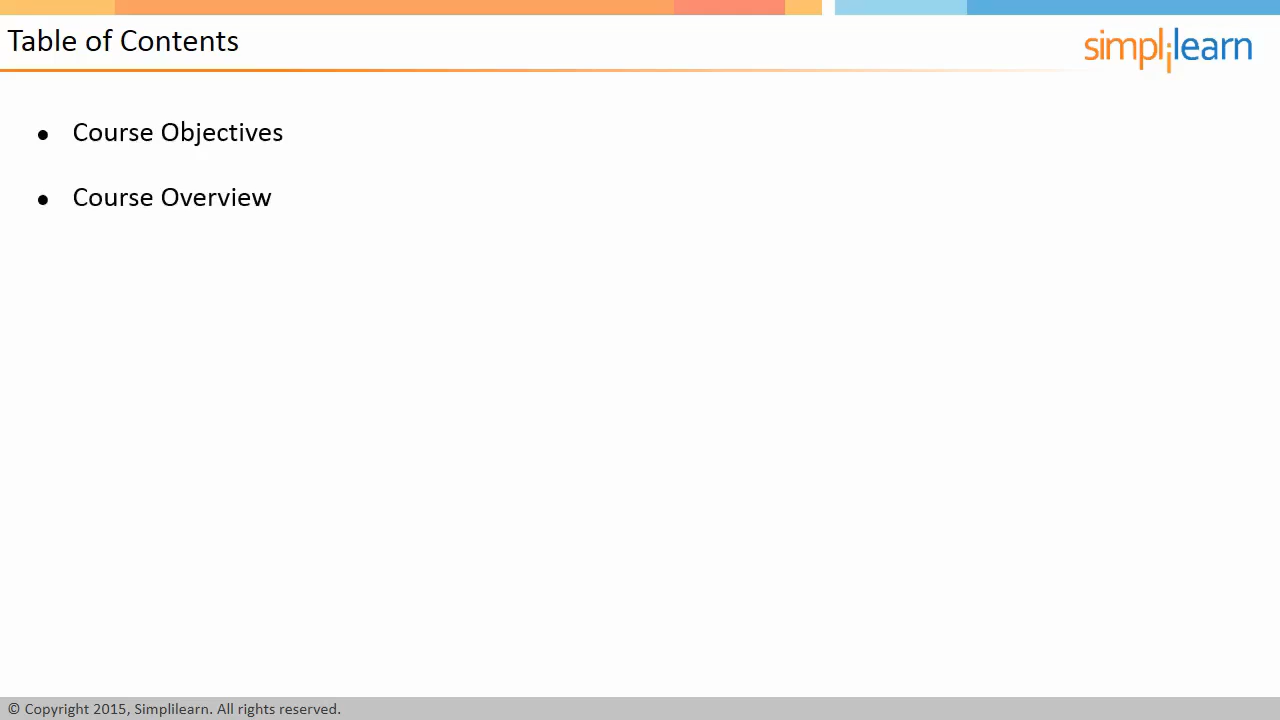 Table of Contents
simplilearn
● Course Objectives
● Course Overview
© Copyright 2015, Simplilearn. All rights reserved.